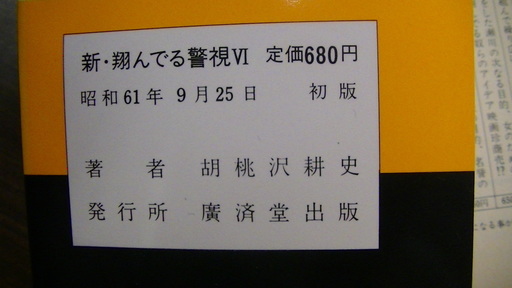 新・翔んでる警視Ⅵ 定価680円
昭和61年 9月25日 初版
著者 胡桃沢耕史
発行所 廣済堂出版